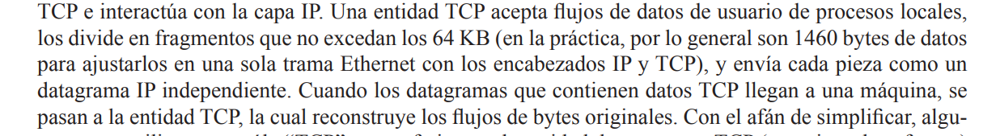 TCP e interactúa con la capa IP. Una entidad TCP acepta flujos de datos de usuario de procesos locales,
los divide en fragmentos que no excedan los 64 KB (en la práctica, por lo general son 1460 bytes de datos
para ajustarlos en una sola trama Ethernet con los encabezados IP y TCP), y envía cada pieza como un
datagrama IP independiente. Cuando los datagramas que contienen datos TCP llegan a una máquina, se
pasan a la entidad TCP, la cual reconstruye los flujos de bytes originales. Con el afán de simplificar, algu-